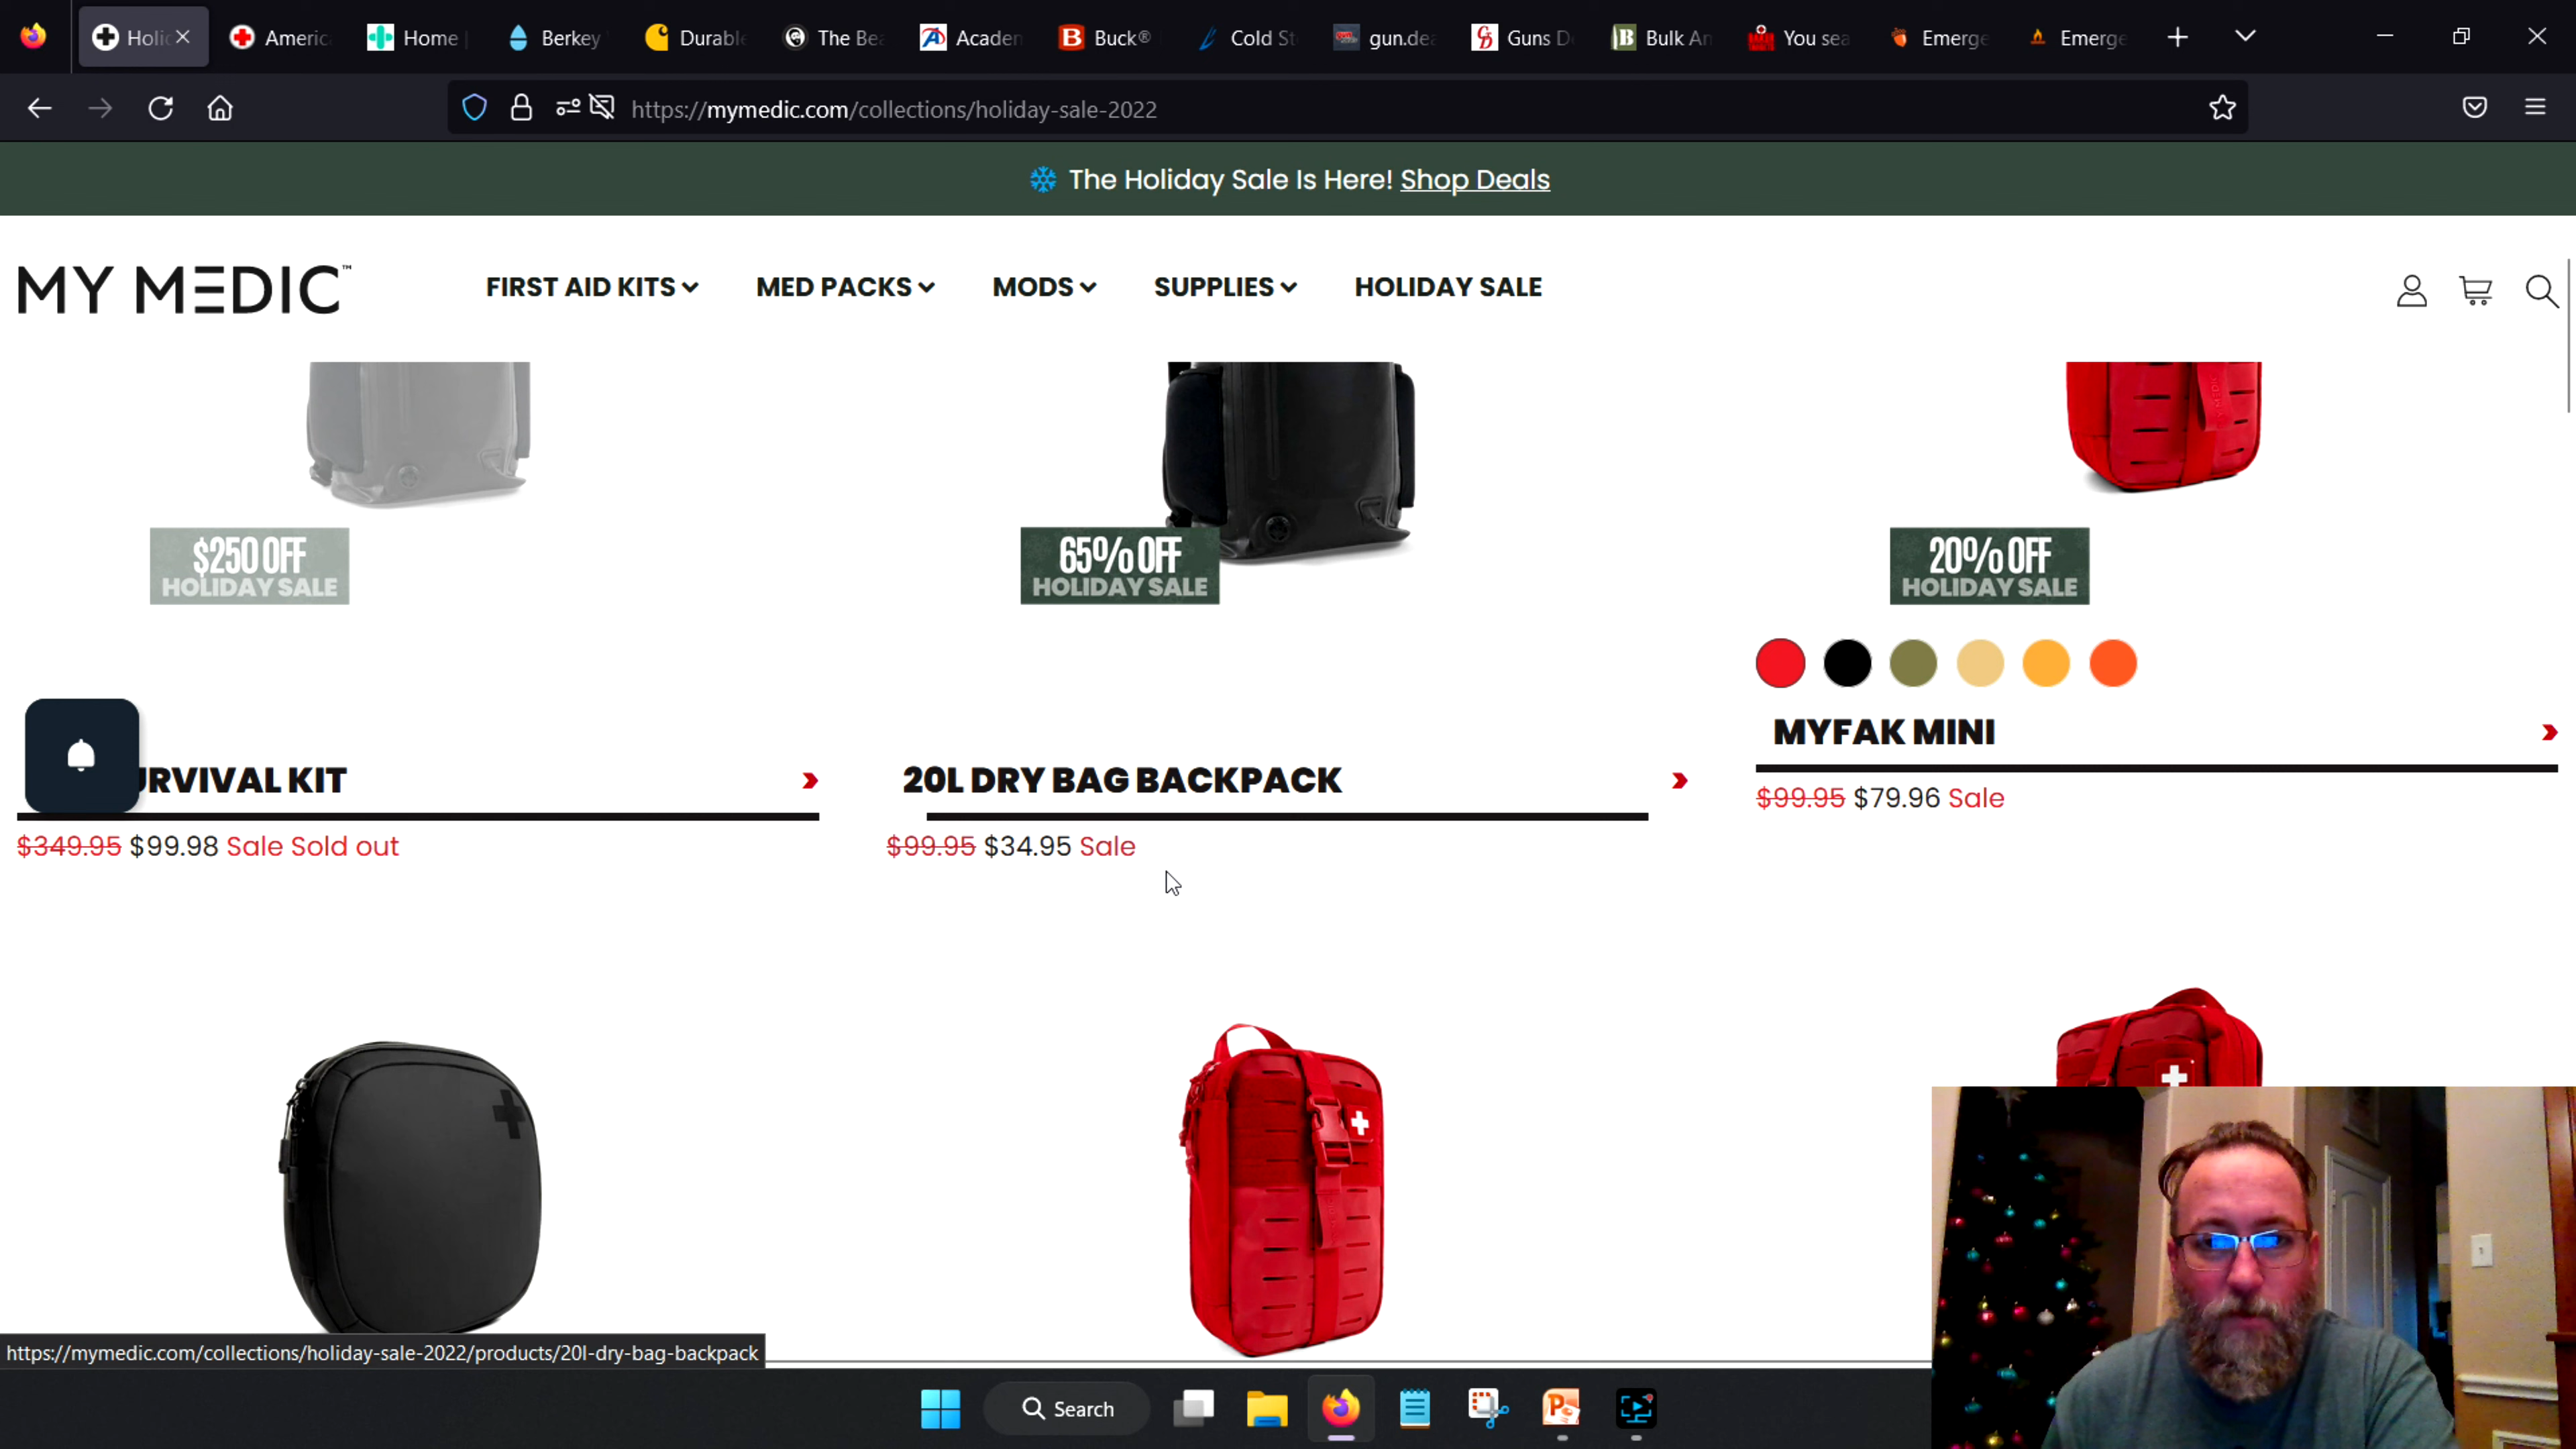 Holi
Americ
Home |
Berkey
Durabl
The Be
Academ
Buck®
Cold St
gun.dea
Guns D
Bulk Am
You sea
Emerge
Emerge
https://mymedic.com/collections/holiday-sale-2022
The Holiday Sale Is Here! Shop Deals
MY MEDIC™
FIRST AID KITS
MED PACKS
MODS
SUPPLIES
HOLIDAY SALE
$250 OFF
HOLIDAY SALE
65% OFF
HOLIDAY SALE
20% OFF
HOLIDAY SALE
MYFAK MINI
$99.95 $79.96 Sale
URVIVAL KIT
$349.95 $99.98 Sale Sold out
20L DRY BAG BACKPACK
$99.95 $34.95 Sale
https://mymedic.com/collections/holiday-sale-2022/products/20l-dry-bag-backpack
Search